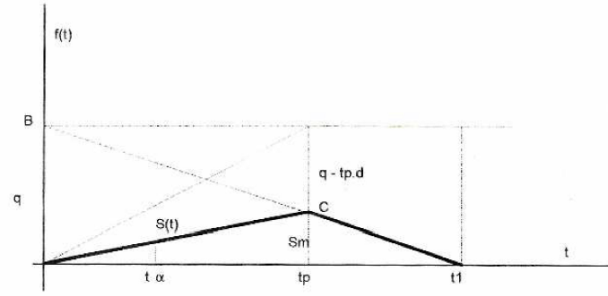 f(t)
B
q - tp.d
q
C
S(t)
Sm
t
t α
tp
t1